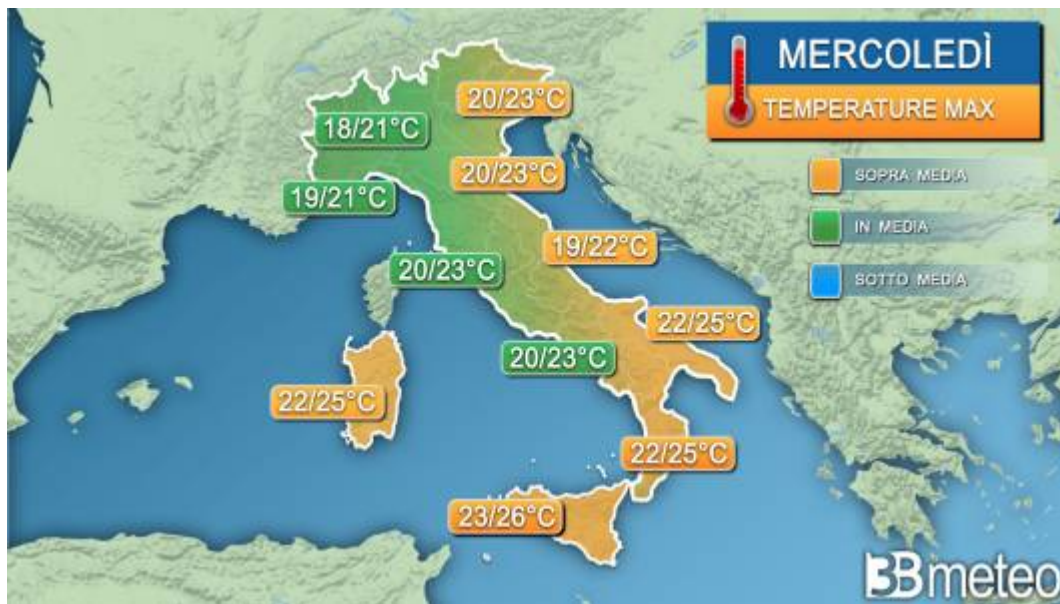 MERCOLEDÌ
TEMPERATURE MAX
SOPRA MEDIA
IN MEDIA
SOTTO MEDIA
20/23°C
18/21°C
20/23°C
19/21°C
19/22°C
20/23°C
22/25°C
20/23°C
22/25°C
22/25°C
23/26°C
3Bmeteo